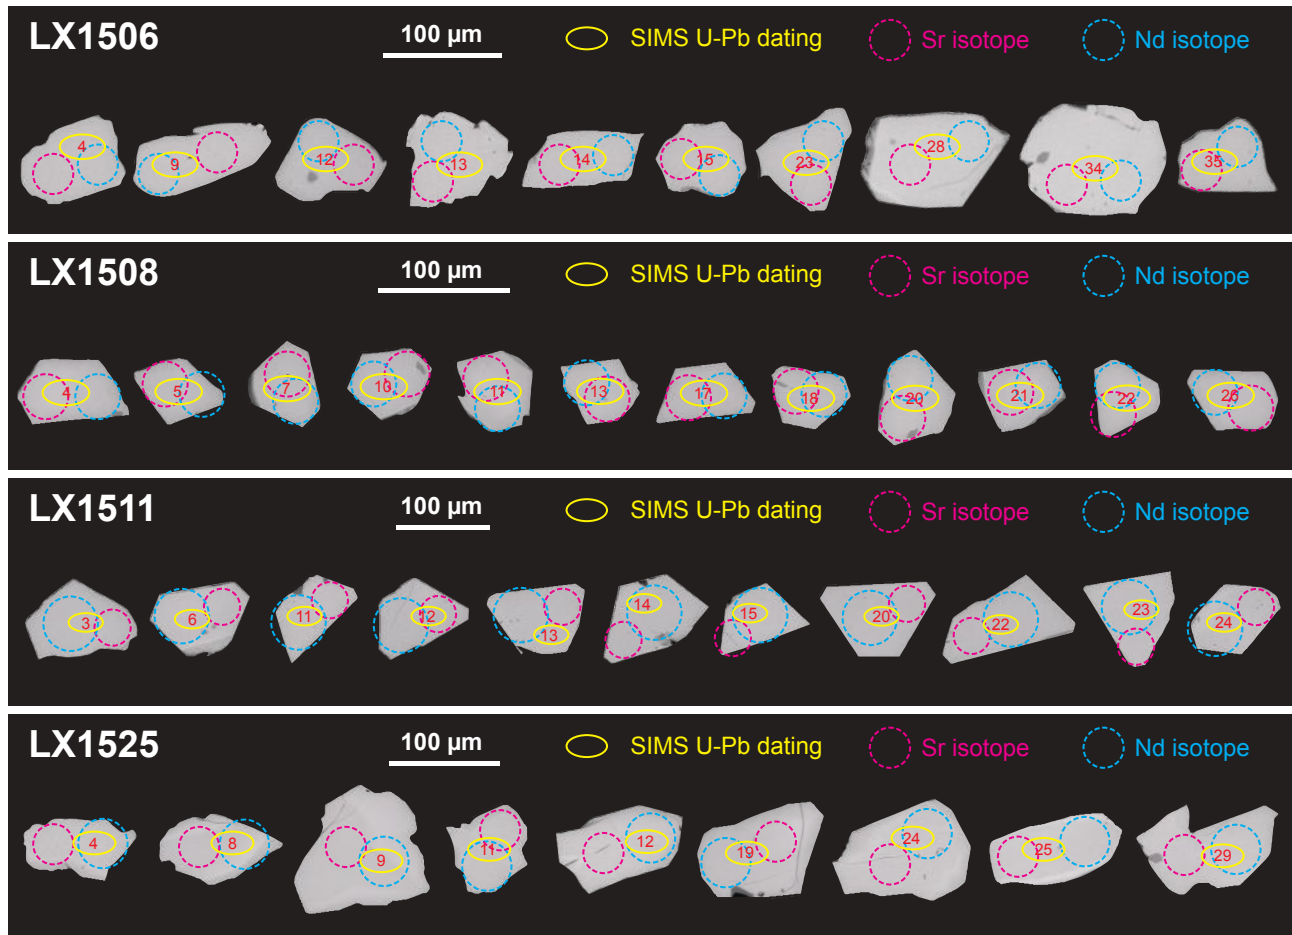 LX1506 100 µm SIMS U-Pb dating Sr isotope Nd isotope
4 9 12 13 14 15 23 28 34 35
LX1508 100 µm SIMS U-Pb dating Sr isotope Nd isotope
4 5 7 10 11 13 17 18 20 21 22 26
LX1511 100 µm SIMS U-Pb dating Sr isotope Nd isotope
3 6 11 12 13 14 15 20 22 23 24
LX1525 100 µm SIMS U-Pb dating Sr isotope Nd isotope
4 8 9 11 12 19 24 25 29